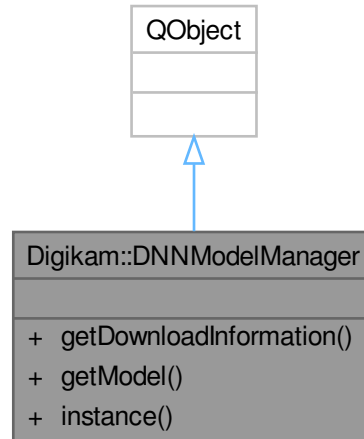 QObject
Digikam::DNNModelManager
+ getDownloadInformation()
+ getModel()
+ instance()